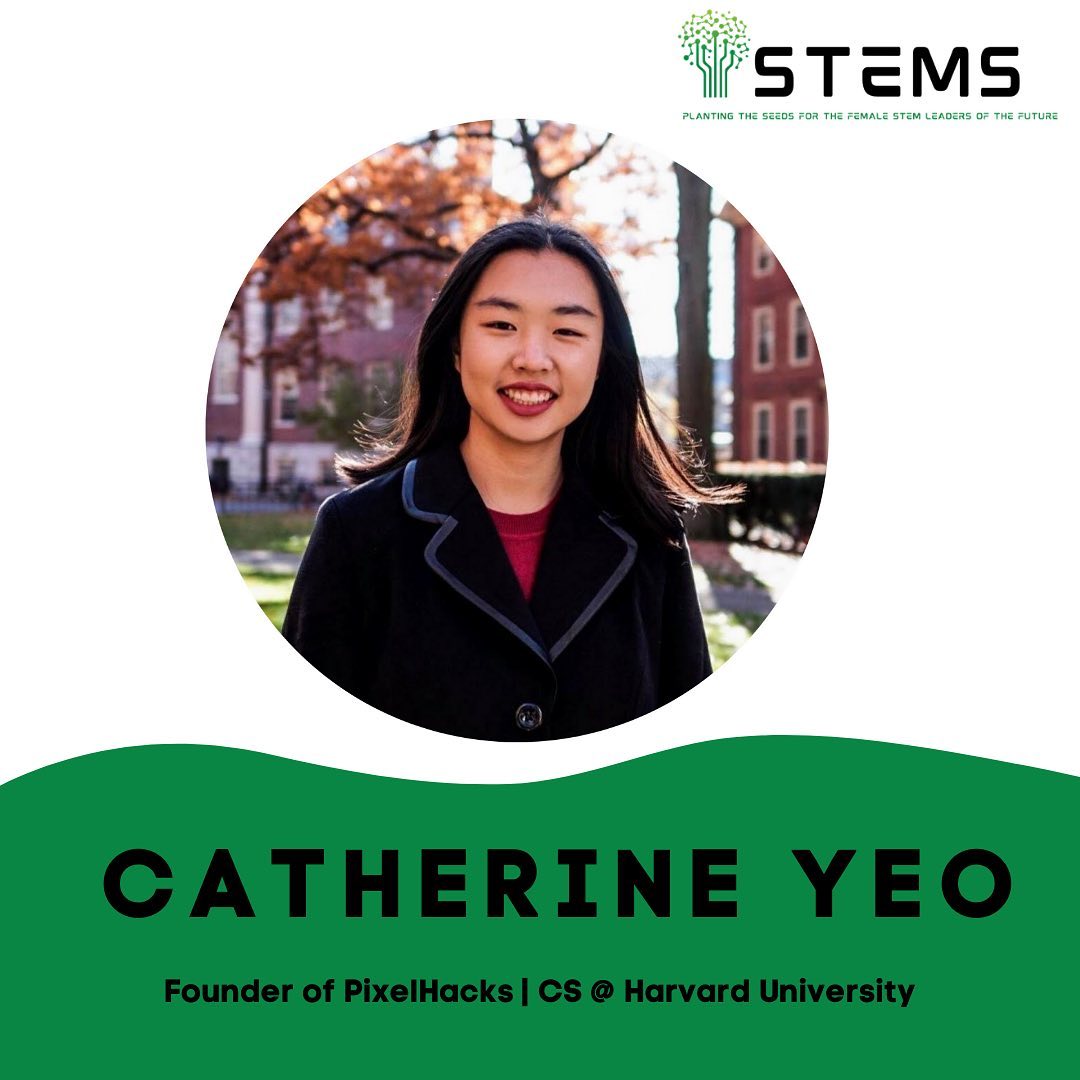 STEMS
PLANTING THE SEEDS FOR THE FEMALE STEM LEADERS OF THE FUTURE
CATHERINE YEO
Founder of PixelHacks | CS @ Harvard University